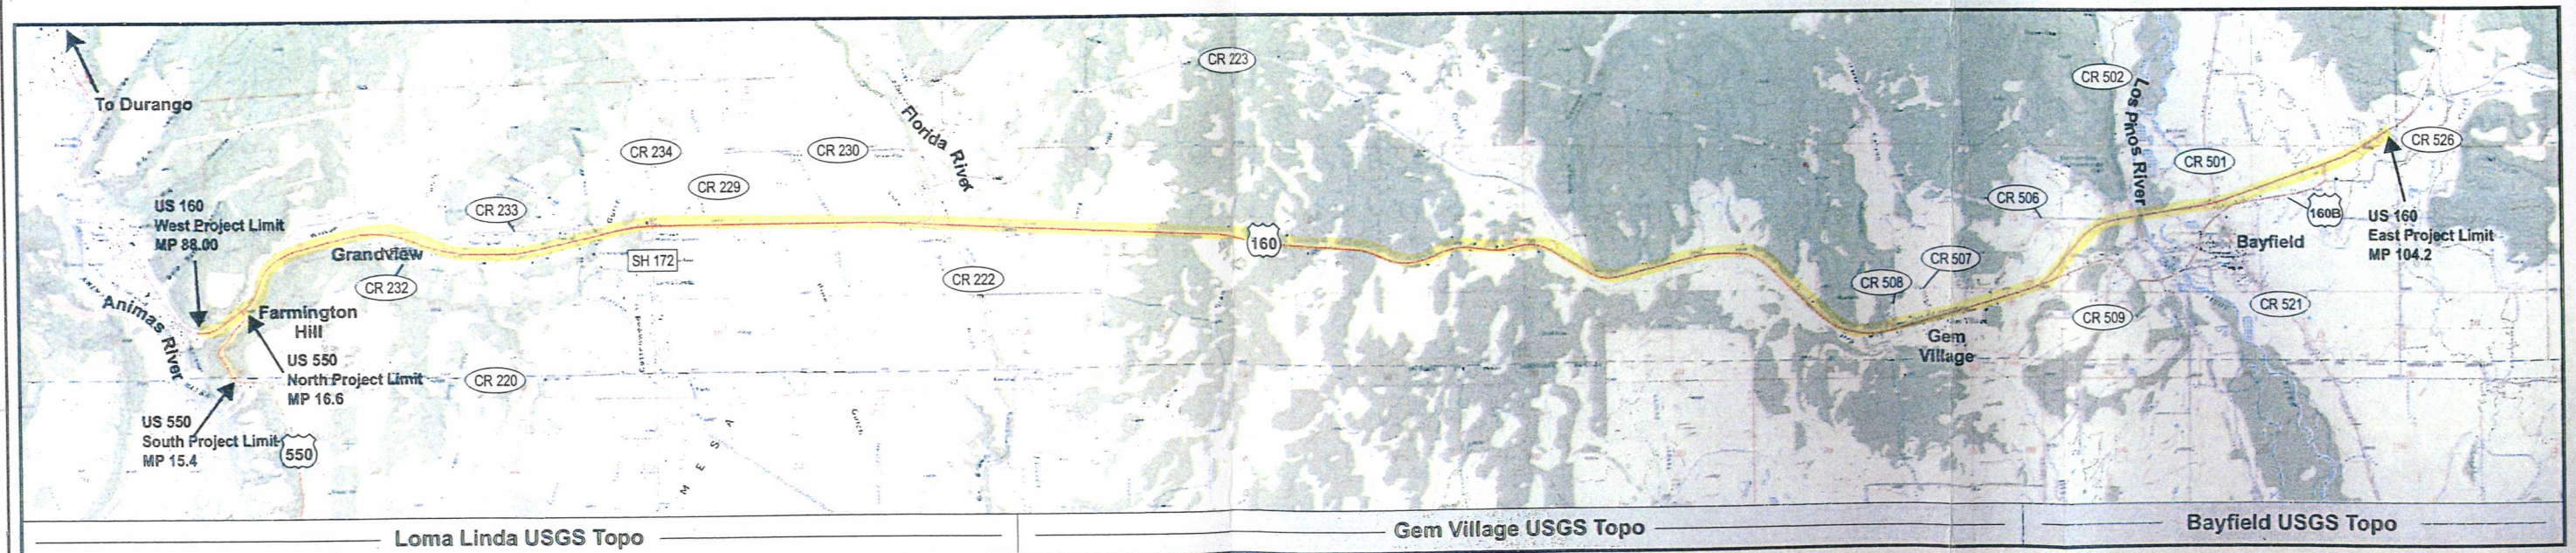 To Durango
CR 223
CR 502
Los Pinos River
Florida River
CR 234
CR 230
CR 229
CR 501
CR 526
US 160
West Project Limit
MP 88.00
CR 233
CR 506
160B
US 160
East Project Limit
MP 104.2
Grandview
CR 232
SH 172
160
CR 222
CR 507
CR 508
Bayfield
CR 509
CR 521
Animas River
Farmington
Hill
Gem
Village
US 550
North Project Limit
MP 16.6
CR 220
US 550
South Project Limit
MP 15.4
550
MESA
Loma Linda USGS Topo
Gem Village USGS Topo
Bayfield USGS Topo